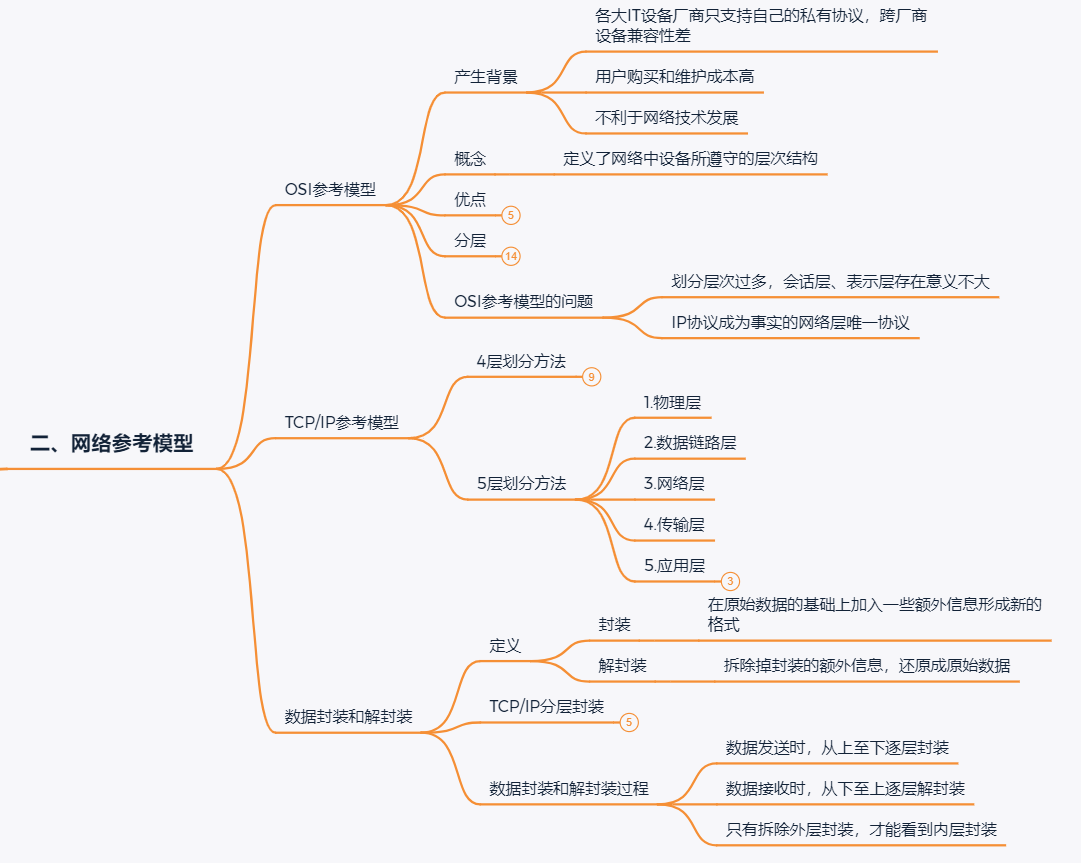 各大IT设备厂商只支持自己的私有协议，跨厂商
设备兼容性差
产生背景
用户购买和维护成本高
不利于网络技术发展
概念
定义了网络中设备所遵守的层次结构
OSI参考模型
优点
5
分层
14
划分层次过多，会话层、表示层存在意义不大
OSI参考模型的问题
IP协议成为事实的网络层唯一协议
4层划分方法
9
1.物理层
TCP/IP参考模型
二、网络参考模型
2.数据链路层
5层划分方法
3.网络层
4.传输层
5.应用层
3
在原始数据的基础上加入一些额外信息形成新的
格式
封装
定义
解封装
拆除掉封装的额外信息，还原成原始数据
TCP/IP分层封装
5
数据封装和解封装
数据发送时，从上至下逐层封装
数据封装和解封装过程
数据接收时，从下至上逐层解封装
只有拆除外层封装，才能看到内层封装